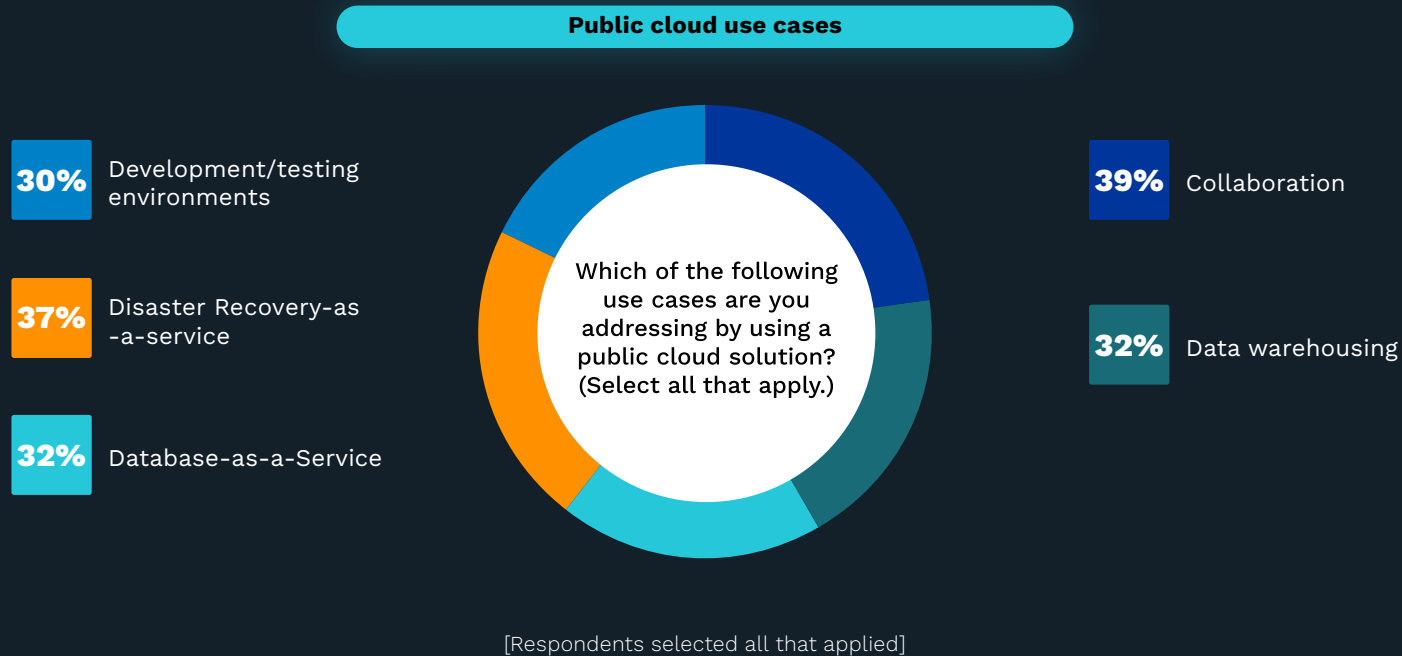 Public cloud use cases
30%
Development/testing
environments
37%
Disaster Recovery-as
-a-service
32%
Database-as-a-Service
Which of the following
use cases are you
addressing by using a
public cloud solution?
(Select all that apply.)
39%
Collaboration
32%
Data warehousing
[Respondents selected all that applied]